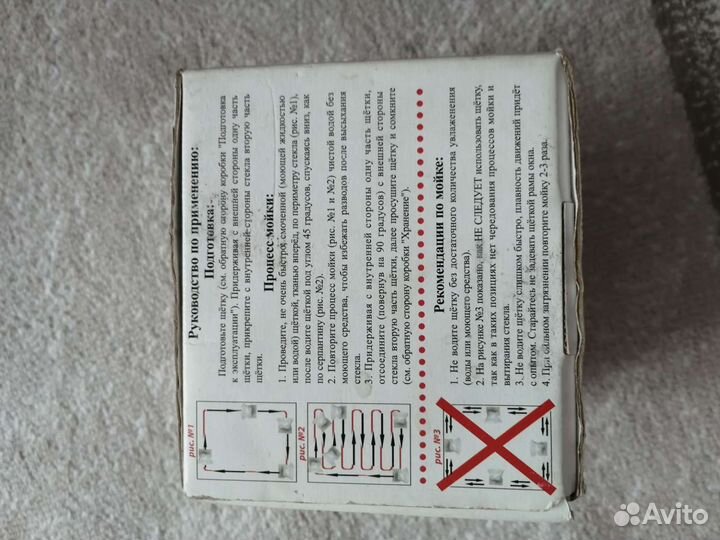 Руководство по применению:
Подготовка:
Подготовьте щётку (см. обратную сторону коробки "Подготовка
к эксплуатации"). Придерживая с внешней стороны одну часть
щётки, прикрепите с внутренней стороны стекла вторую часть
щётки.
Процесс мойки:
1. Проведите, не очень быстро, смоченной (моющей жидкостью
или водой) щёткой, тканью вперёд, по периметру стекла (рис. №1),
после водите щёткой под углом 45 градусов, спускаясь вниз, как
по серпантину (рис. №2).
2. Повторите процесс мойки (рис. №1 и №2) чистой водой без
моющего средства, чтобы избежать разводов после высыхания
стекла.
3. Придерживая с внутренней стороны одну часть щётки,
отсоедините (повернув на 90 градусов) с внешней стороны
стекла вторую часть щётки, далее просушите щётку и сомкните
(см. обратную сторону коробки "Хранение").
Рекомендации по мойке:
1. Не водите щётку без достаточного количества увлажнения
(воды или моющего средства).
2. На рисунке №3 показано, как НЕ СЛЕДУЕТ использовать щётку,
так как в таких позициях нет чередования процессов мойки и
вытирания стекла.
3. Не водите щётку слишком быстро, плавность движений придёт
с опытом. Старайтесь не задевать щёткой рамы окна.
4. При сильном загрязнении повторите мойку 2-3 раза.
рис. №1
рис. №2
рис. №3
Avito